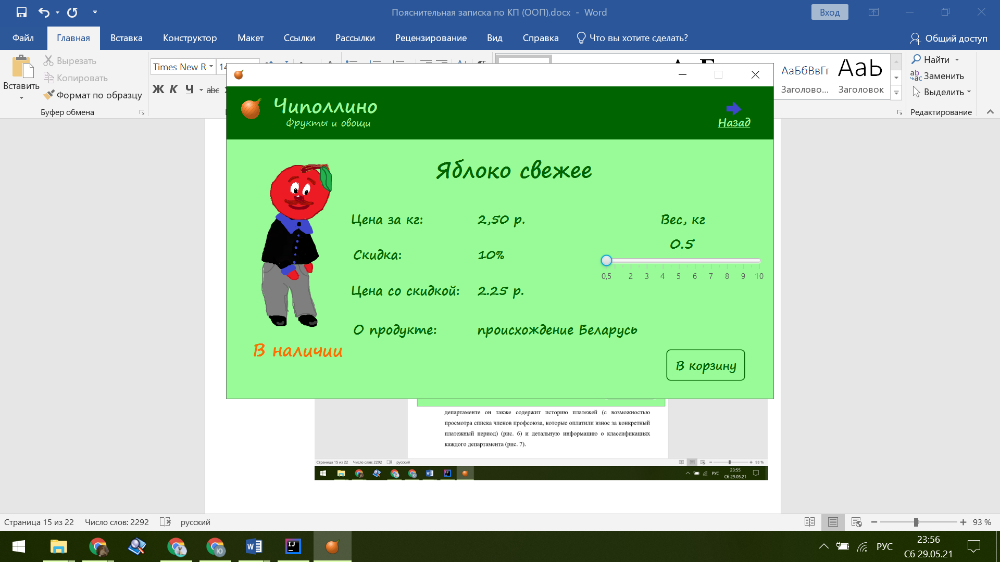 Пояснительная записка по КП (ООП).docx - Word
Вход
Файл Главная Вставка Конструктор Макет Ссылки Рассылки Рецензирование Вид Справка Что вы хотите сделать? Общий доступ
Вставить
Вырезать
Копировать
Формат по образцу
Буфер обмена
Times New R 14
Ж К Ч abc
АаБбВвГг АаЬ
Заголово... Заголовок
Найти
Заменить
Выделить
Редактирование
Чиполлино
Фрукты и овощи
Назад
Яблоко свежее
Цена за кг: 2,50 р.
Скидка: 10%
Цена со скидкой: 2.25 р.
О продукте: происхождение Беларусь
Вес, кг
0.5
0,5 2 3 4 5 6 7 8 9 10
В наличии
В корзину
департаменте он также содержит историю платежей (с возможностью
просмотра списка членов профсоюза, которые оплатили взнос за конкретный
платежный период) (рис. 6) и детальную информацию о классификациях
каждого департамента (рис. 7).
Страница 15 из 22 Число слов: 2292 русский 93 %
РУС 23:55
Сб 29.05.21
Страница 15 из 22 Число слов: 2292 русский 93 %
РУС 23:56
Сб 29.05.21